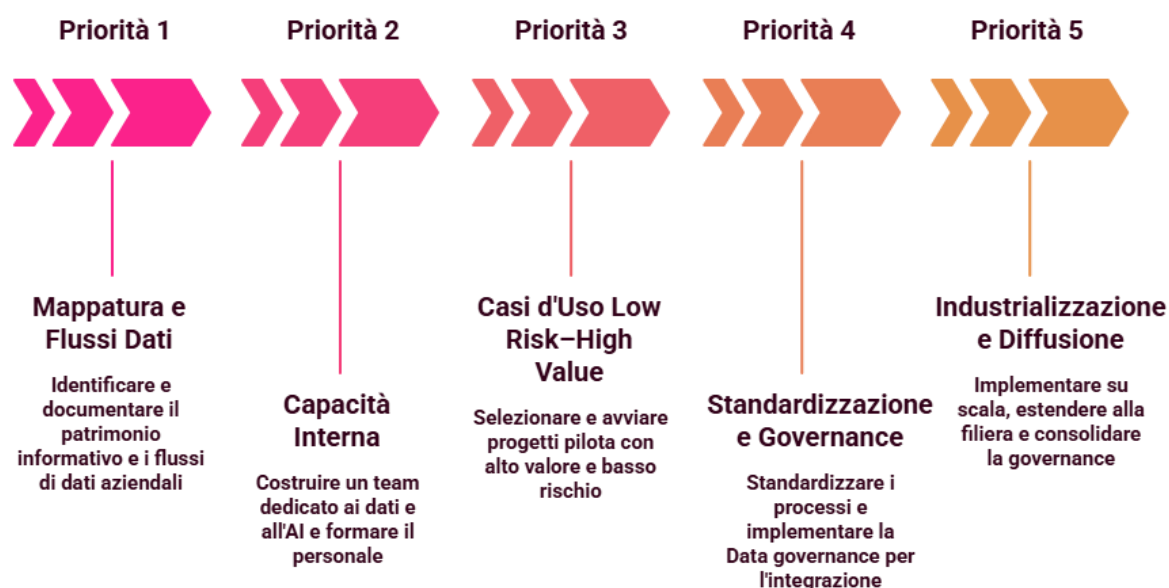 Priorità 1
Priorità 2
Priorità 3
Priorità 4
Priorità 5
Mappatura e
Flussi Dati
Identificare e
documentare il
patrimonio
informativo e i flussi
di dati aziendali
Capacità
Interna
Costruire un team
dedicato ai dati e
all'AI e formare il
personale
Casi d'Uso Low
Risk–High
Value
Selezionare e avviare
progetti pilota con
alto valore e basso
rischio
Standardizzazione
e Governance
Standardizzare i
processi e
implementare la
Data governance per
l'integrazione
Industrializzazione
e Diffusione
Implementare su
scala, estendere alla
filiera e consolidare
la governance